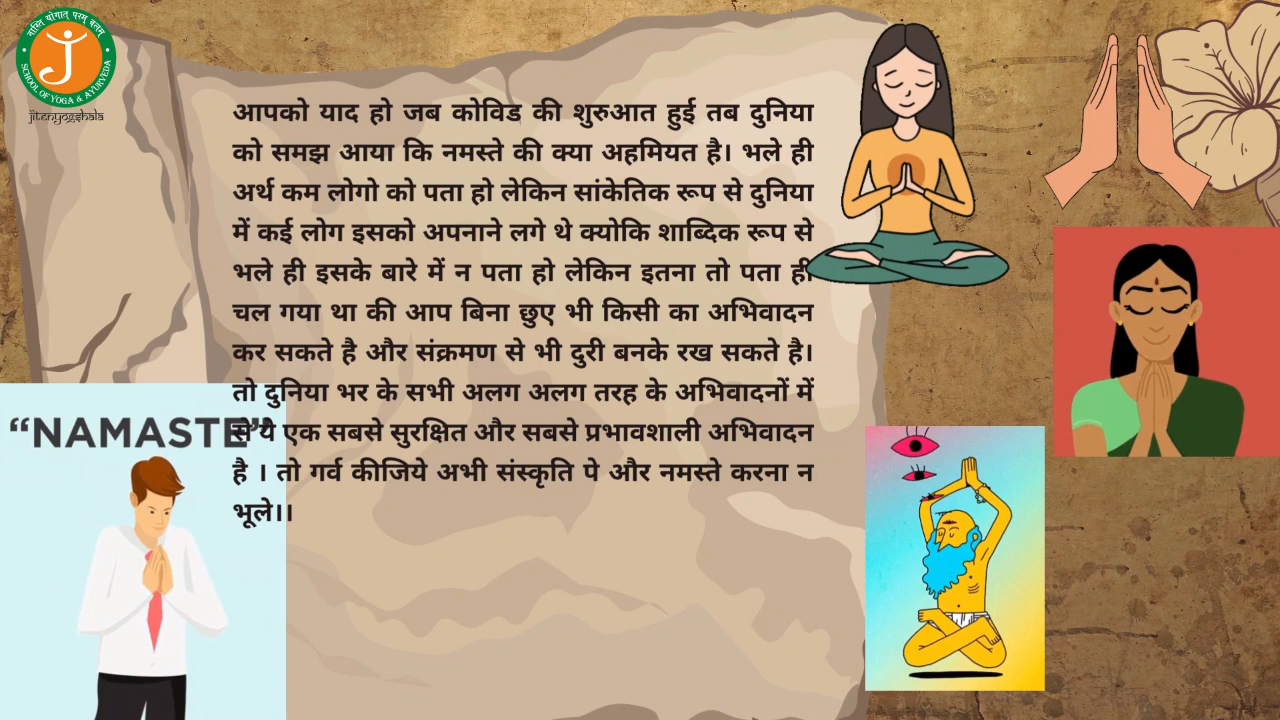 नास्ति योगात् परम् बलम्
SCHOOL OF YOGA & AYURVEDA
jitenyogshala
आपको याद हो जब कोविड की शुरुआत हुई तब दुनिया
को समझ आया कि नमस्ते की क्या अहमियत है। भले ही
अर्थ कम लोगो को पता हो लेकिन सांकेतिक रूप से दुनिया
में कई लोग इसको अपनाने लगे थे क्योकि शाब्दिक रूप से
भले ही इसके बारे में न पता हो लेकिन इतना तो पता ही
चल गया था की आप बिना छुए भी किसी का अभिवादन
कर सकते है और संक्रमण से भी दुरी बनके रख सकते है।
तो दुनिया भर के सभी अलग अलग तरह के अभिवादनों में
से ये एक सबसे सुरक्षित और सबसे प्रभावशाली अभिवादन
है । तो गर्व कीजिये अभी संस्कृति पे और नमस्ते करना न
भूले।।
“NAMASTE”